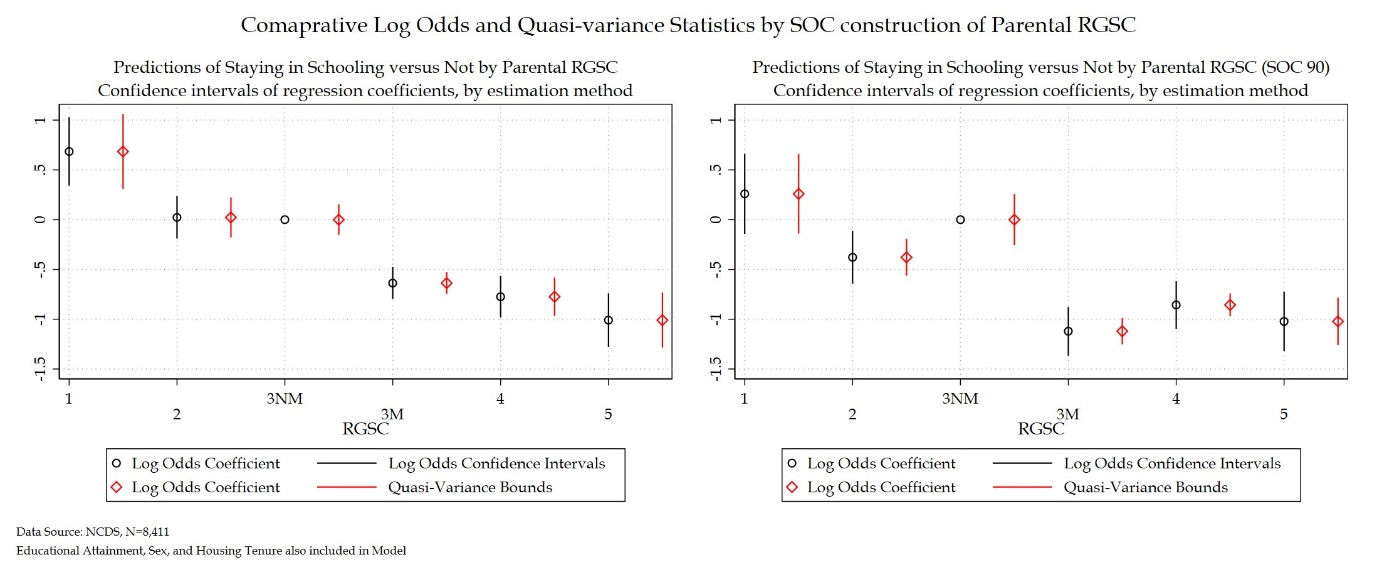 Comaprative Log Odds and Quasi-variance Statistics by SOC construction of Parental RGSC
Predictions of Staying in Schooling versus Not by Parental RGSC
Confidence intervals of regression coefficients, by estimation method
1
.5
0
-.5
-1
-1.5
1
2
3NM
3M
4
5
RGSC
Log Odds Coefficient
Log Odds Confidence Intervals
Log Odds Coefficient
Quasi-Variance Bounds
Predictions of Staying in Schooling versus Not by Parental RGSC (SOC 90)
Confidence intervals of regression coefficients, by estimation method
1
.5
0
-.5
-1
-1.5
1
2
3NM
3M
4
5
RGSC
Log Odds Coefficient
Log Odds Confidence Intervals
Log Odds Coefficient
Quasi-Variance Bounds
Data Source: NCDS, N=8,411
Educational Attainment, Sex, and Housing Tenure also included in Model